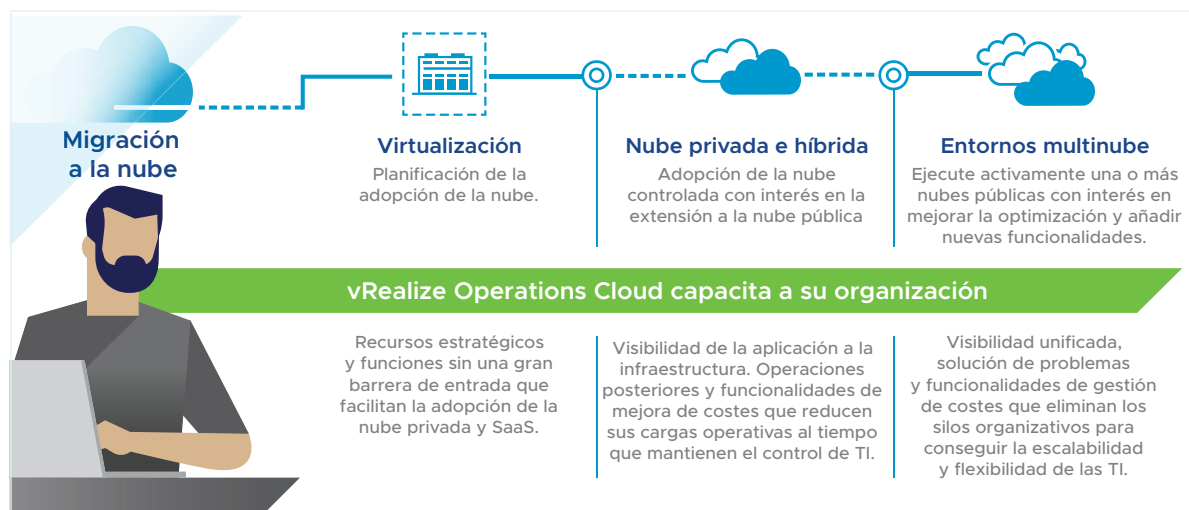 Migración
a la nube
Virtualización
Planificación de la
adopción de la nube.
Nube privada e híbrida
Adopción de la nube
controlada con interés en la
extensión a la nube pública
Entornos multinube
Ejecute activamente una o más
nubes públicas con interés en
mejorar la optimización y añadir
nuevas funcionalidades.
vRealize Operations Cloud capacita a su organización
Recursos estratégicos
y funciones sin una gran
barrera de entrada que
facilitan la adopción de la
nube privada y SaaS.
Visibilidad de la aplicación a la
infraestructura. Operaciones
posteriores y funcionalidades de
mejora de costes que reducen
sus cargas operativas al tiempo
que mantienen el control de TI.
Visibilidad unificada,
solución de problemas
y funcionalidades de gestión
de costes que eliminan los
silos organizativos para
conseguir la escalabilidad
y flexibilidad de las TI.